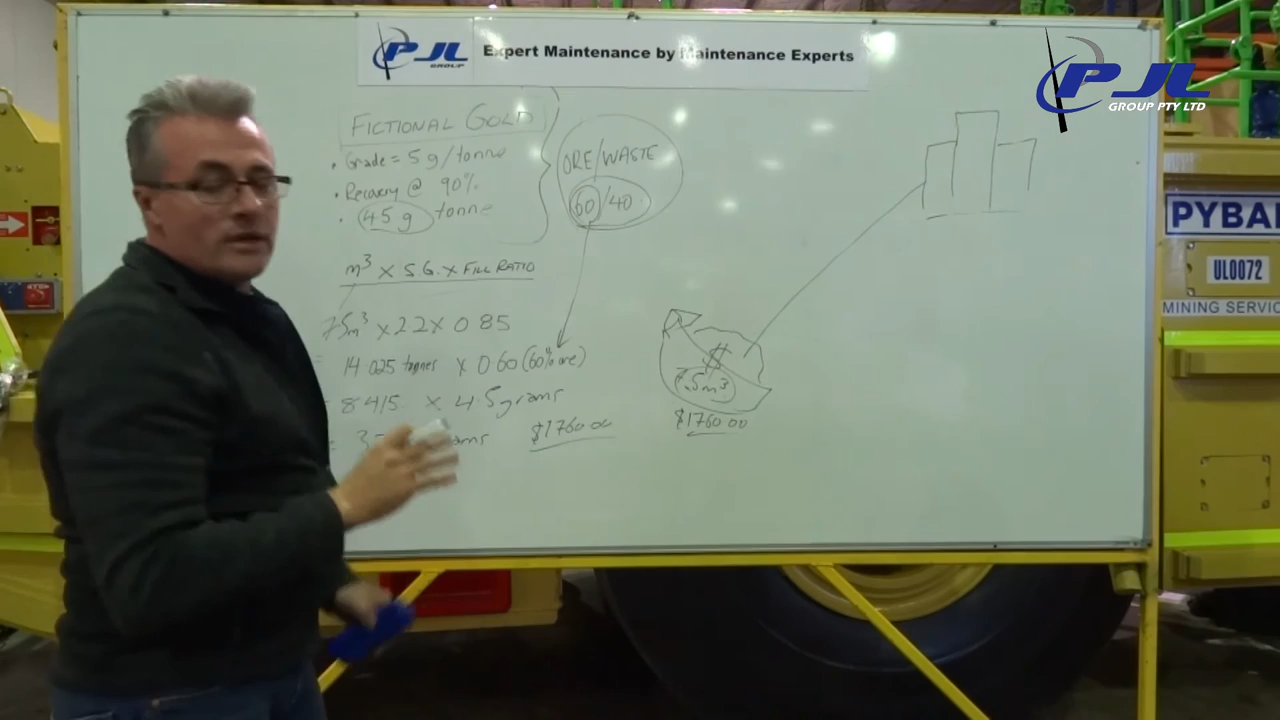 PJL GROUP Expert Maintenance by Maintenance Experts
PJL
GROUP PTY LTD
FICTIONAL GOLD
• Grade = 5 g/tonne
• Recovery @ 90%
• 4.5 g tonne
ORE/WASTE
60/40
m³ x S.G. x FILL RATIO
7.5m³ x 2.2 x 0.85
= 14.025 tonnes x 0.60 (60% ore)
= 8.415 x 4.5 grams
= 3
$1760.00
$
7.5m³
$1760.00
PYBAR
UL0072
MINING SERVIC
STOP